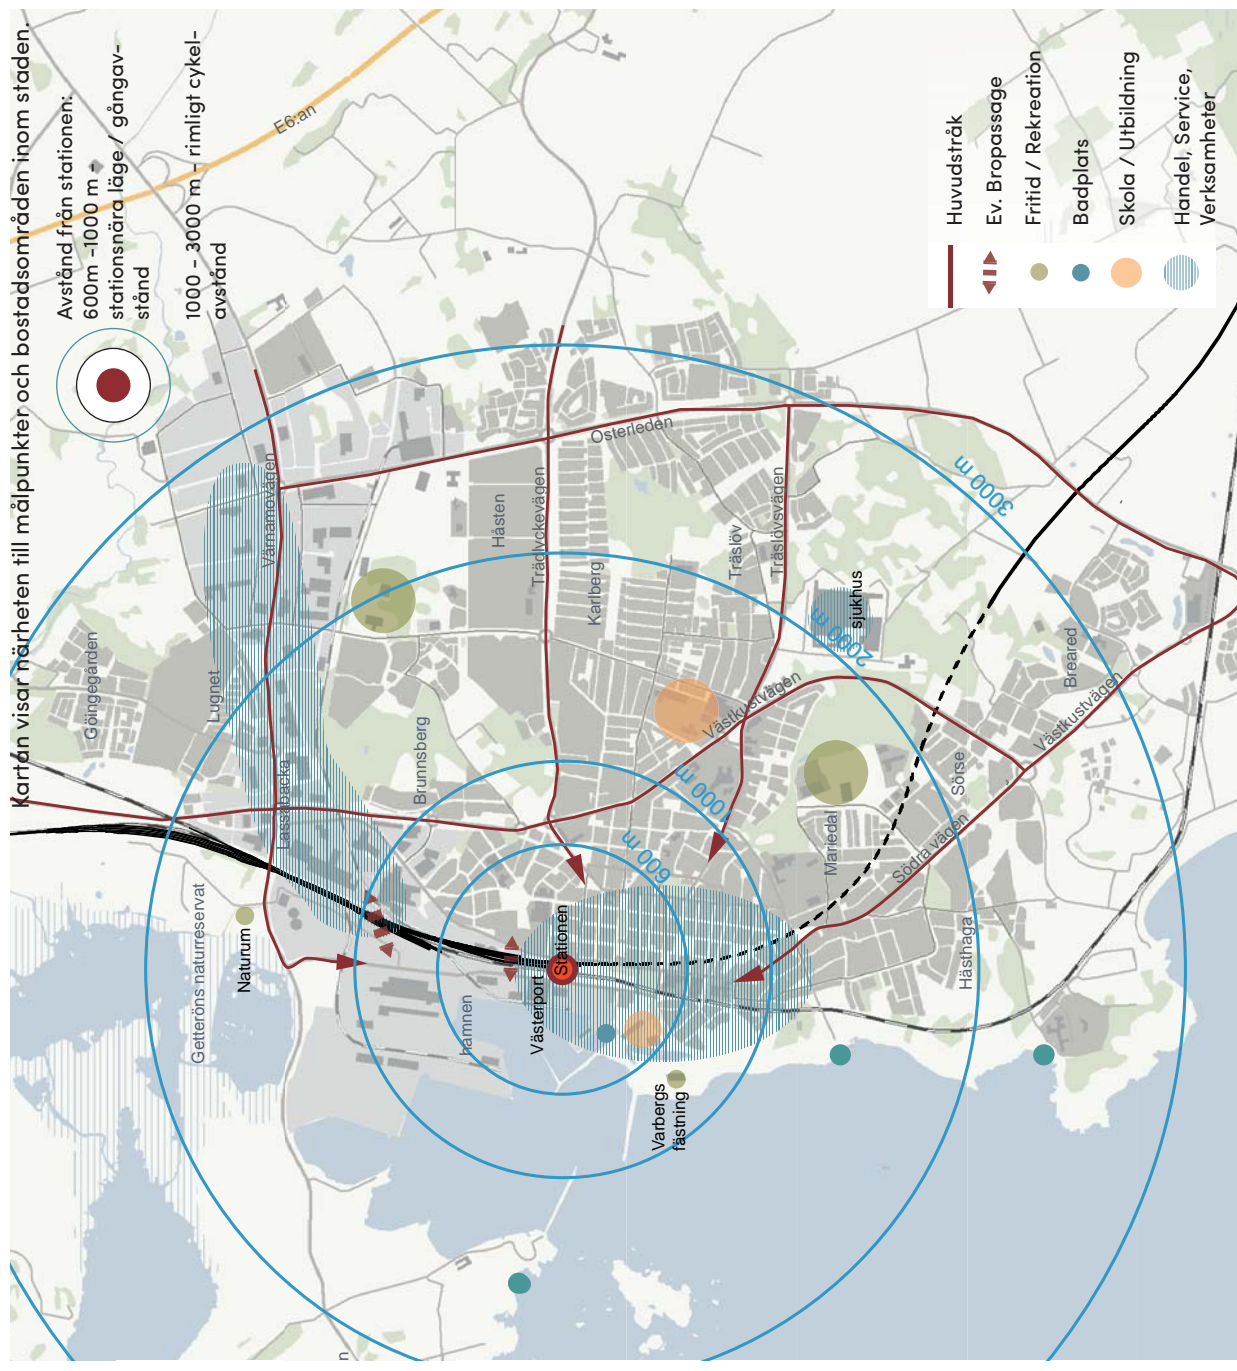 Kartan visar närheten till målpunkter och bostadsområden inom staden.
Avstånd från stationen:
600m -1000 m -
stationsnära läge / gångav-
stånd
1000 - 3000 m - rimligt cykel-
avstånd
E6:an
Huvudstråk
Ev. Bropassage
Fritid / Rekreation
Badplats
Skola / Utbildning
Handel, Service,
Verksamheter
Göingegården
Lugnet
Värnamovägen
Lassabacka
Brunnsberg
Håsten
Trädlyckevägen
Karlberg
Österleden
Träslöv
Träslövsvägen
sjukhus
Västkustvägen
Breared
Västkustvägen
Sörse
Mariedal
Södra vägen
Hästhaga
3000 m
2000 m
1000 m
600 m
Getteröns naturreservat
Naturum
hamnen
Västerport
Stationen
Varbergs
fästning
n